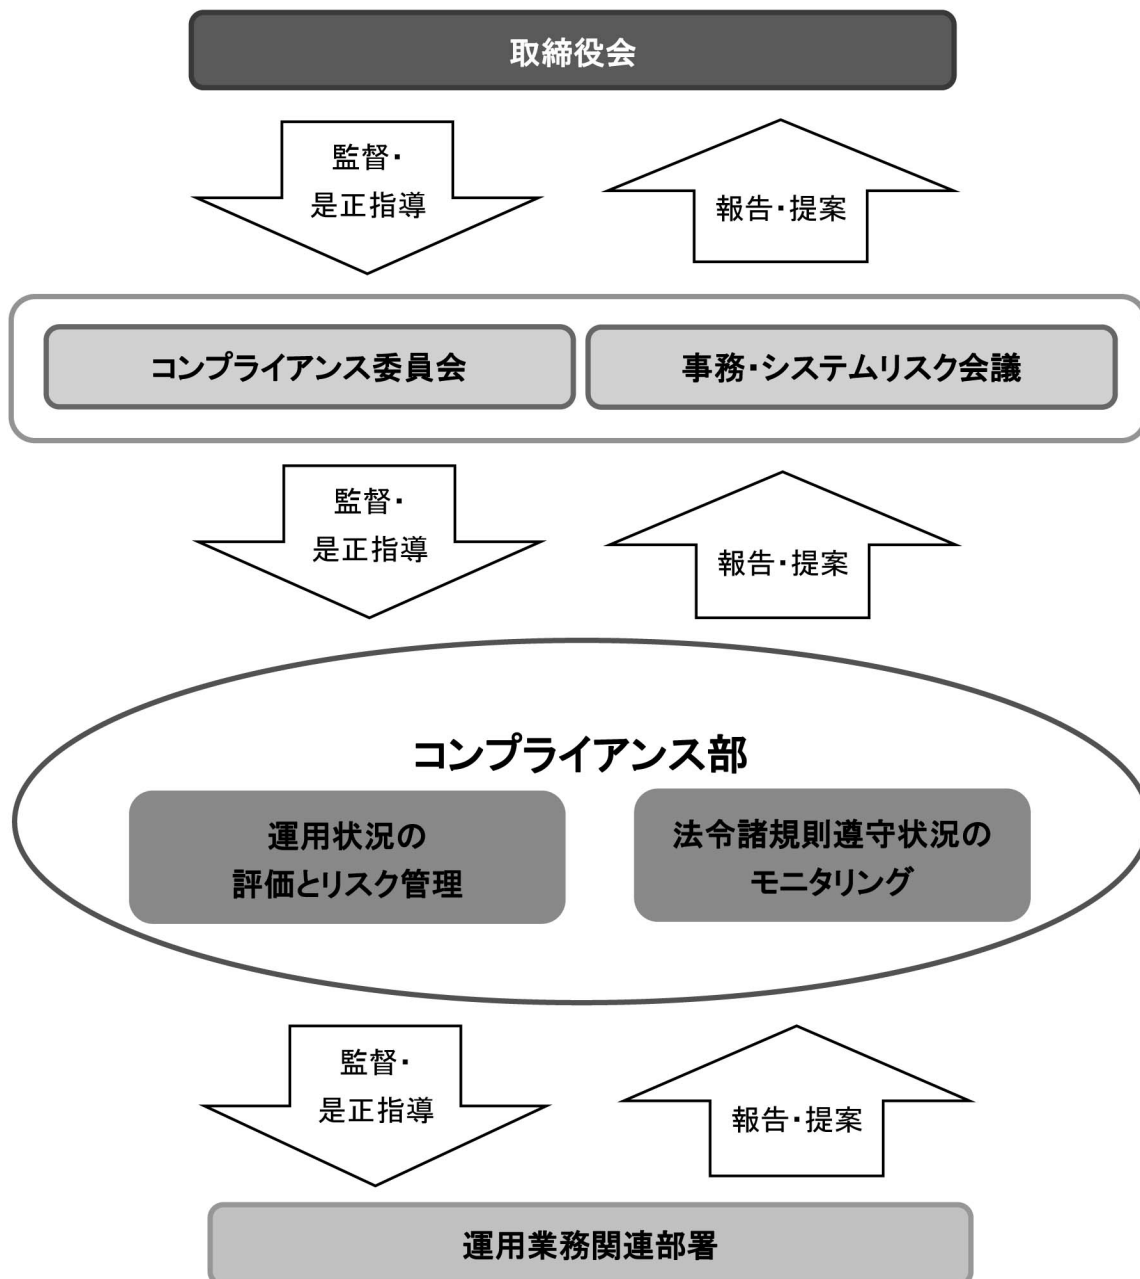 取締役会
監督・
是正指導
報告・提案
コンプライアンス委員会
事務・システムリスク会議
監督・
是正指導
報告・提案
コンプライアンス部
運用状況の
評価とリスク管理
法令諸規則遵守状況の
モニタリング
監督・
是正指導
報告・提案
運用業務関連部署